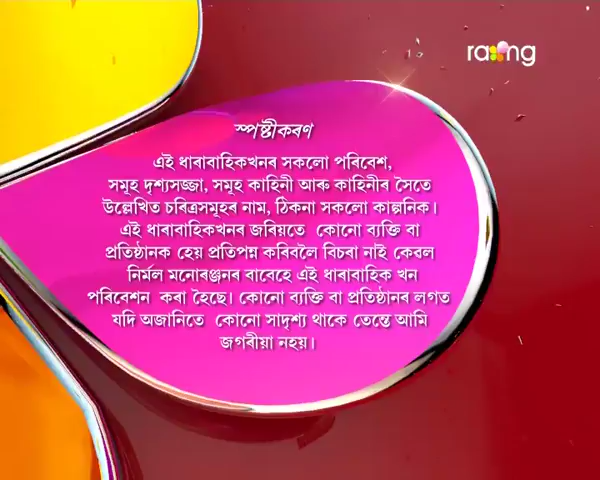 rang
স্পষ্টীকৰণ
এই ধাৰাবাহিকখনৰ সকলো পৰিবেশ,
সমূহ দৃশ্যসজ্জা, সমূহ কাহিনী আৰু কাহিনীৰ সৈতে
উল্লেখিত চৰিত্ৰসমূহৰ নাম, ঠিকনা সকলো কাল্পনিক।
এই ধাৰাবাহিকখনৰ জৰিয়তে কোনো ব্যক্তি বা
প্ৰতিষ্ঠানক হেয় প্ৰতিপন্ন কৰিবলৈ বিচৰা নাই কেৱল
নিৰ্মল মনোৰঞ্জনৰ বাবেহে এই ধাৰাবাহিক খন
পৰিবেশন কৰা হৈছে। কোনো ব্যক্তি বা প্ৰতিষ্ঠানৰ লগত
যদি অজানিতে কোনো সাদৃশ্য থাকে তেন্তে আমি
জগৰীয়া নহয়।